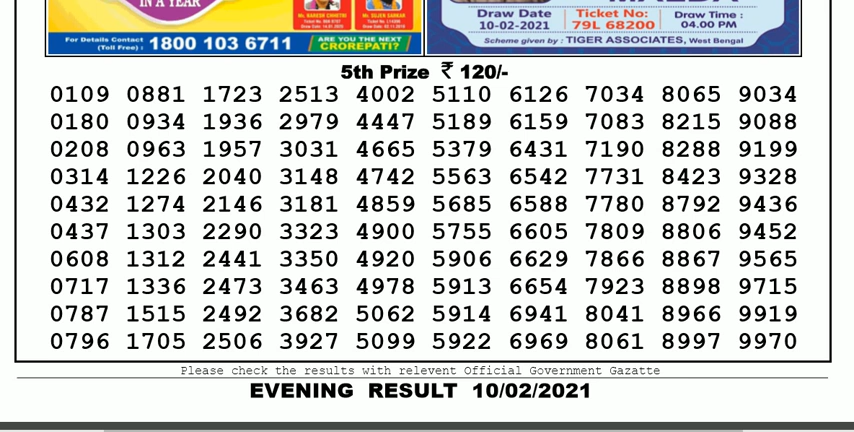 IN A YEAR
For Details Contact
(Toll Free) : 1800 103 6711
ARE YOU THE NEXT
CROREPATI?
Draw Date
10-02-2021
Ticket No:
79L 68200
Draw Time :
04.00 PM
Scheme given by : TIGER ASSOCIATES, West Bengal
5th Prize ₹ 120/-
0109 0881 1723 2513 4002 5110 6126 7034 8065 9034
0180 0934 1936 2979 4447 5189 6159 7083 8215 9088
0208 0963 1957 3031 4665 5379 6431 7190 8288 9199
0314 1226 2040 3148 4742 5563 6542 7731 8423 9328
0432 1274 2146 3181 4859 5685 6588 7780 8792 9436
0437 1303 2290 3323 4900 5755 6605 7809 8806 9452
0608 1312 2441 3350 4920 5906 6629 7866 8867 9565
0717 1336 2473 3463 4978 5913 6654 7923 8898 9715
0787 1515 2492 3682 5062 5914 6941 8041 8966 9919
0796 1705 2506 3927 5099 5922 6969 8061 8997 9970
Please check the results with relevent Official Government Gazatte
EVENING RESULT 10/02/2021